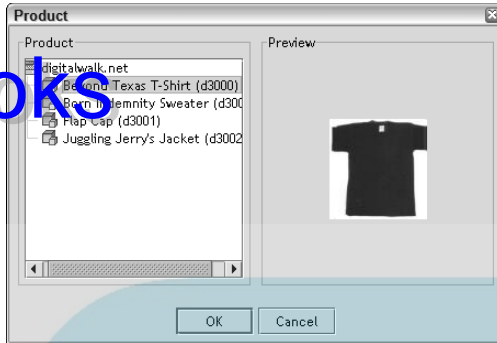 Product
Product
Preview
digitalwalk.net
Beyond Texas T-Shirt (d3000)
Born Indemnity Sweater (d300
Flap Cap (d3001)
Juggling Jerry's Jacket (d3002
oks
OK
Cancel